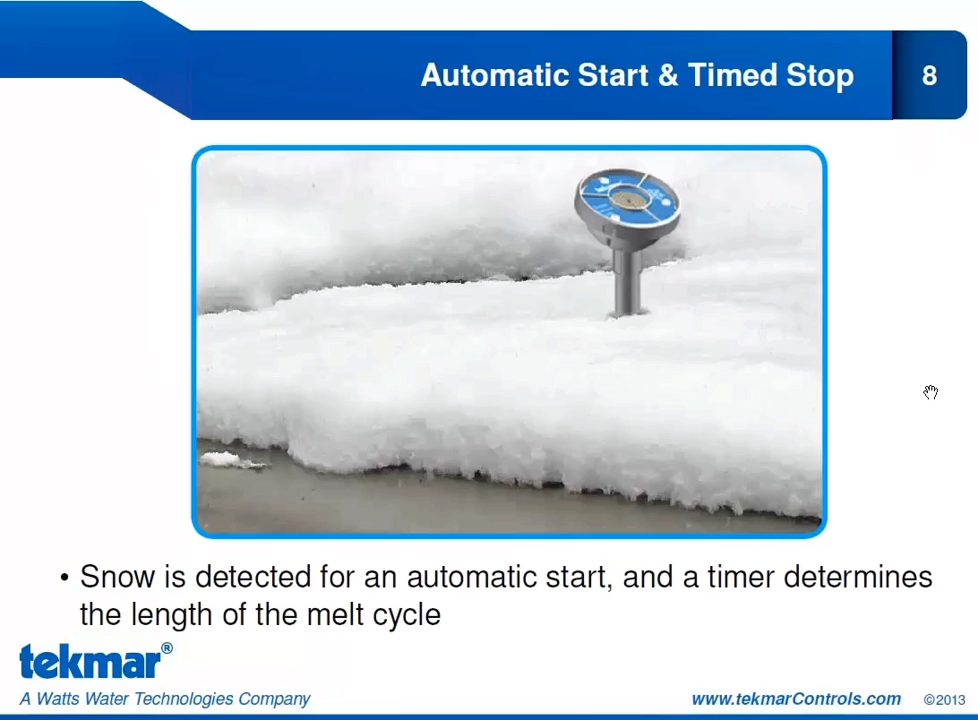 Automatic Start & Timed Stop
8
• Snow is detected for an automatic start, and a timer determines
the length of the melt cycle
tekmar®
A Watts Water Technologies Company
www.tekmarControls.com ©2013